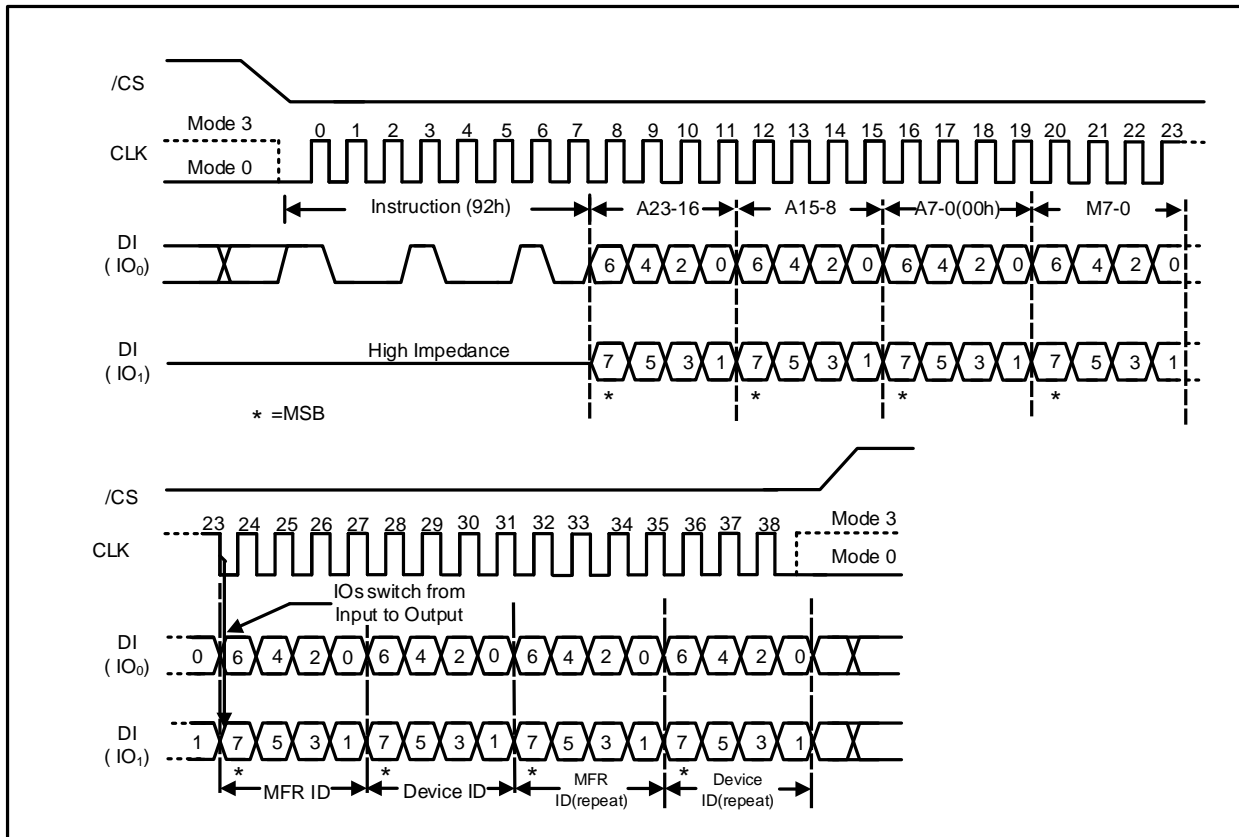 /CS
Mode 3
CLK
Mode 0
0 1 2 3 4 5 6 7 8 9 10 11 12 13 14 15 16 17 18 19 20 21 22 23
Instruction (92h)
A23-16
A15-8
A7-0(00h)
M7-0
DI
( IO₀)
6 4 2 0 6 4 2 0 6 4 2 0 6 4 2 0
DI
( IO₁)
High Impedance
7 5 3 1 7 5 3 1 7 5 3 1 7 5 3 1
* * * *
* =MSB
/CS
23 24 25 26 27 28 29 30 31 32 33 34 35 36 37 38
CLK
Mode 3
Mode 0
IOs switch from
Input to Output
DI
( IO₀)
0 6 4 2 0 6 4 2 0 6 4 2 0 6 4 2 0
DI
( IO₁)
1 7 5 3 1 7 5 3 1 7 5 3 1 7 5 3 1
* * * *
MFR ID
Device ID
MFR
ID(repeat)
Device
ID(repeat)